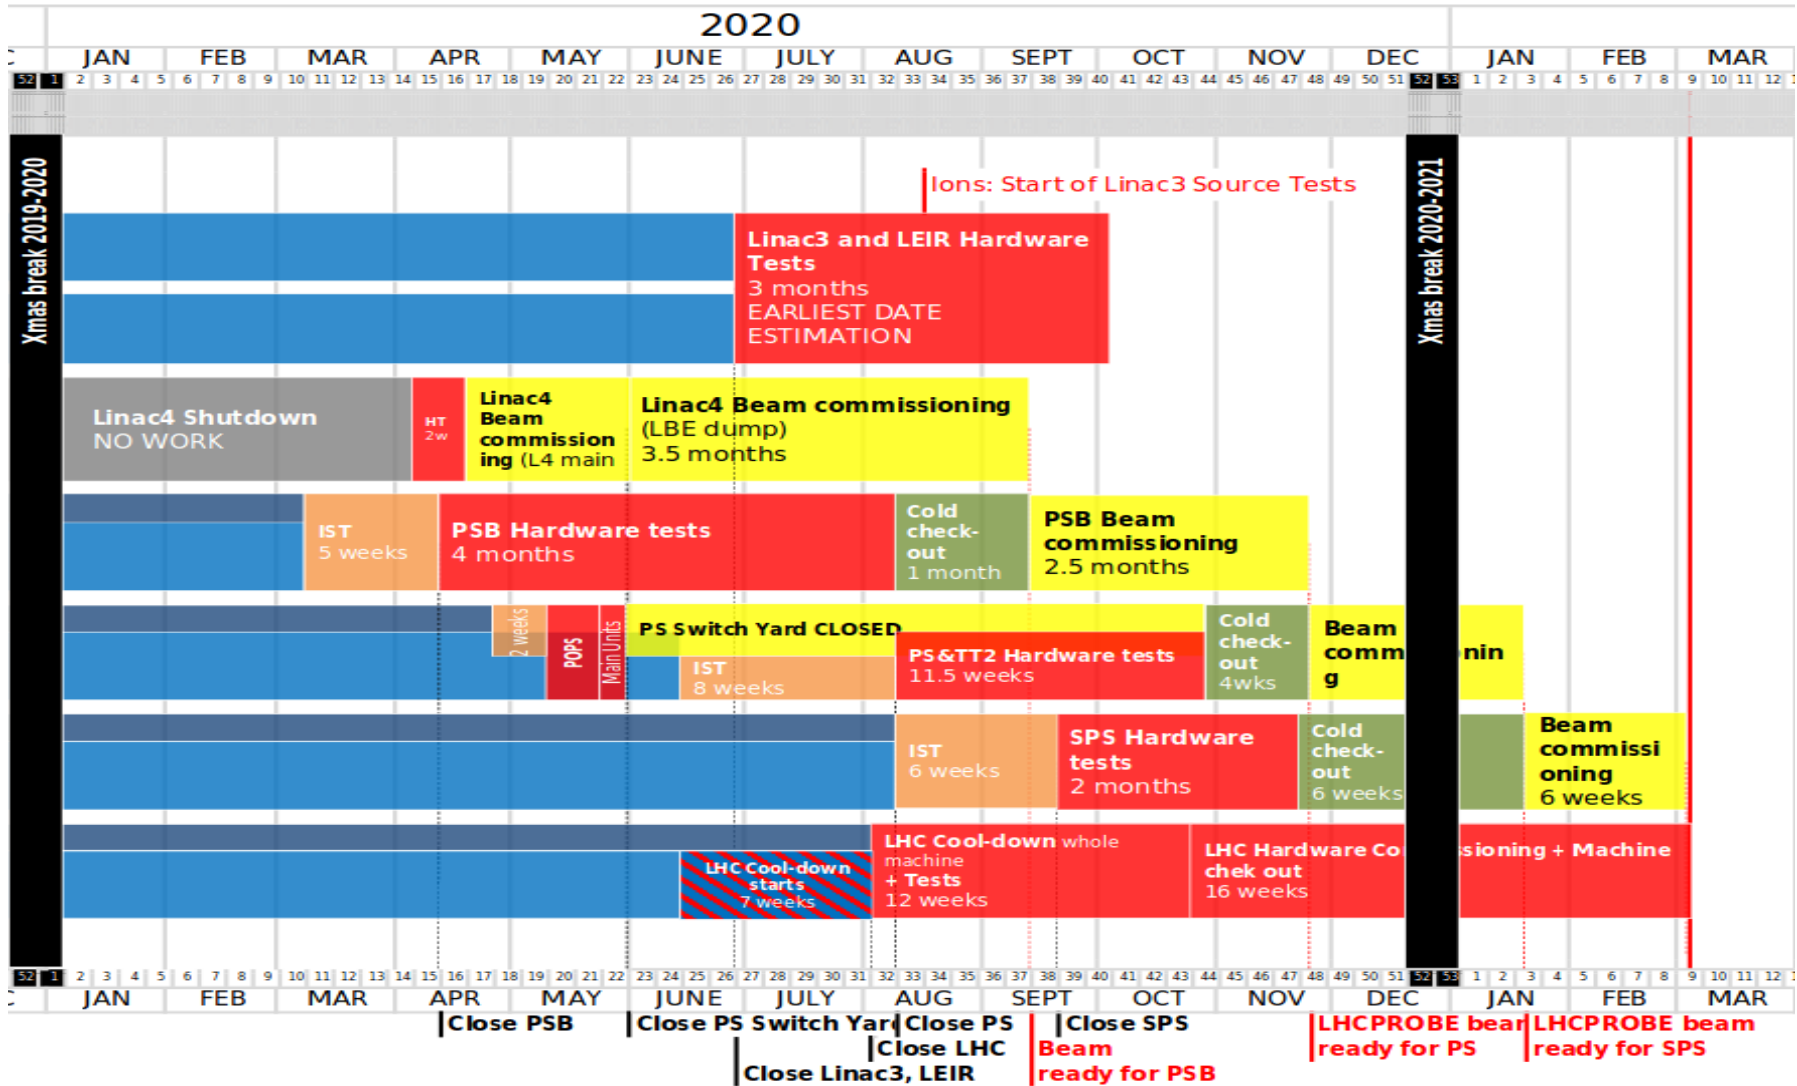 2020
C JAN FEB MAR APR MAY JUNE JULY AUG SEPT OCT NOV DEC JAN FEB MAR
52 1 2 3 4 5 6 7 8 9 10 11 12 13 14 15 16 17 18 19 20 21 22 23 24 25 26 27 28 29 30 31 32 33 34 35 36 37 38 39 40 41 42 43 44 45 46 47 48 49 50 51 52 53 1 2 3 4 5 6 7 8 9 10 11 12 1
Xmas break 2019-2020
Xmas break 2020-2021
Ions: Start of Linac3 Source Tests
Linac3 and LEIR Hardware
Tests
3 months
EARLIEST DATE
ESTIMATION
Linac4 Shutdown
NO WORK
HT
2w
Linac4
Beam
commission
ing (L4 main
Linac4 Beam commissioning
(LBE dump)
3.5 months
IST
5 weeks
PSB Hardware tests
4 months
Cold
check-
out
1 month
PSB Beam
commissioning
2.5 months
2 weeks
POPS
Main Units
PS Switch Yard CLOSED
IST
8 weeks
PS&TT2 Hardware tests
11.5 weeks
Cold
check-
out
4wks
Beam
comm nin
g
IST
6 weeks
SPS Hardware
tests
2 months
Cold
check-
out
6 weeks
Beam
commissi
oning
6 weeks
LHC Cool-down
starts
7 weeks
LHC Cool-down whole
machine
+ Tests
12 weeks
LHC Hardware Co ssioning + Machine
chek out
16 weeks
52 1 2 3 4 5 6 7 8 9 10 11 12 13 14 15 16 17 18 19 20 21 22 23 24 25 26 27 28 29 30 31 32 33 34 35 36 37 38 39 40 41 42 43 44 45 46 47 48 49 50 51 52 53 1 2 3 4 5 6 7 8 9 10 11 12 1
C JAN FEB MAR APR MAY JUNE JULY AUG SEPT OCT NOV DEC JAN FEB MAR
Close PSB
Close PS Switch Yar
Close PS
Close SPS
LHCPROBE bear
ready for PS
LHCPROBE beam
ready for SPS
Close LHC
Beam
ready for PSB
Close Linac3, LEIR